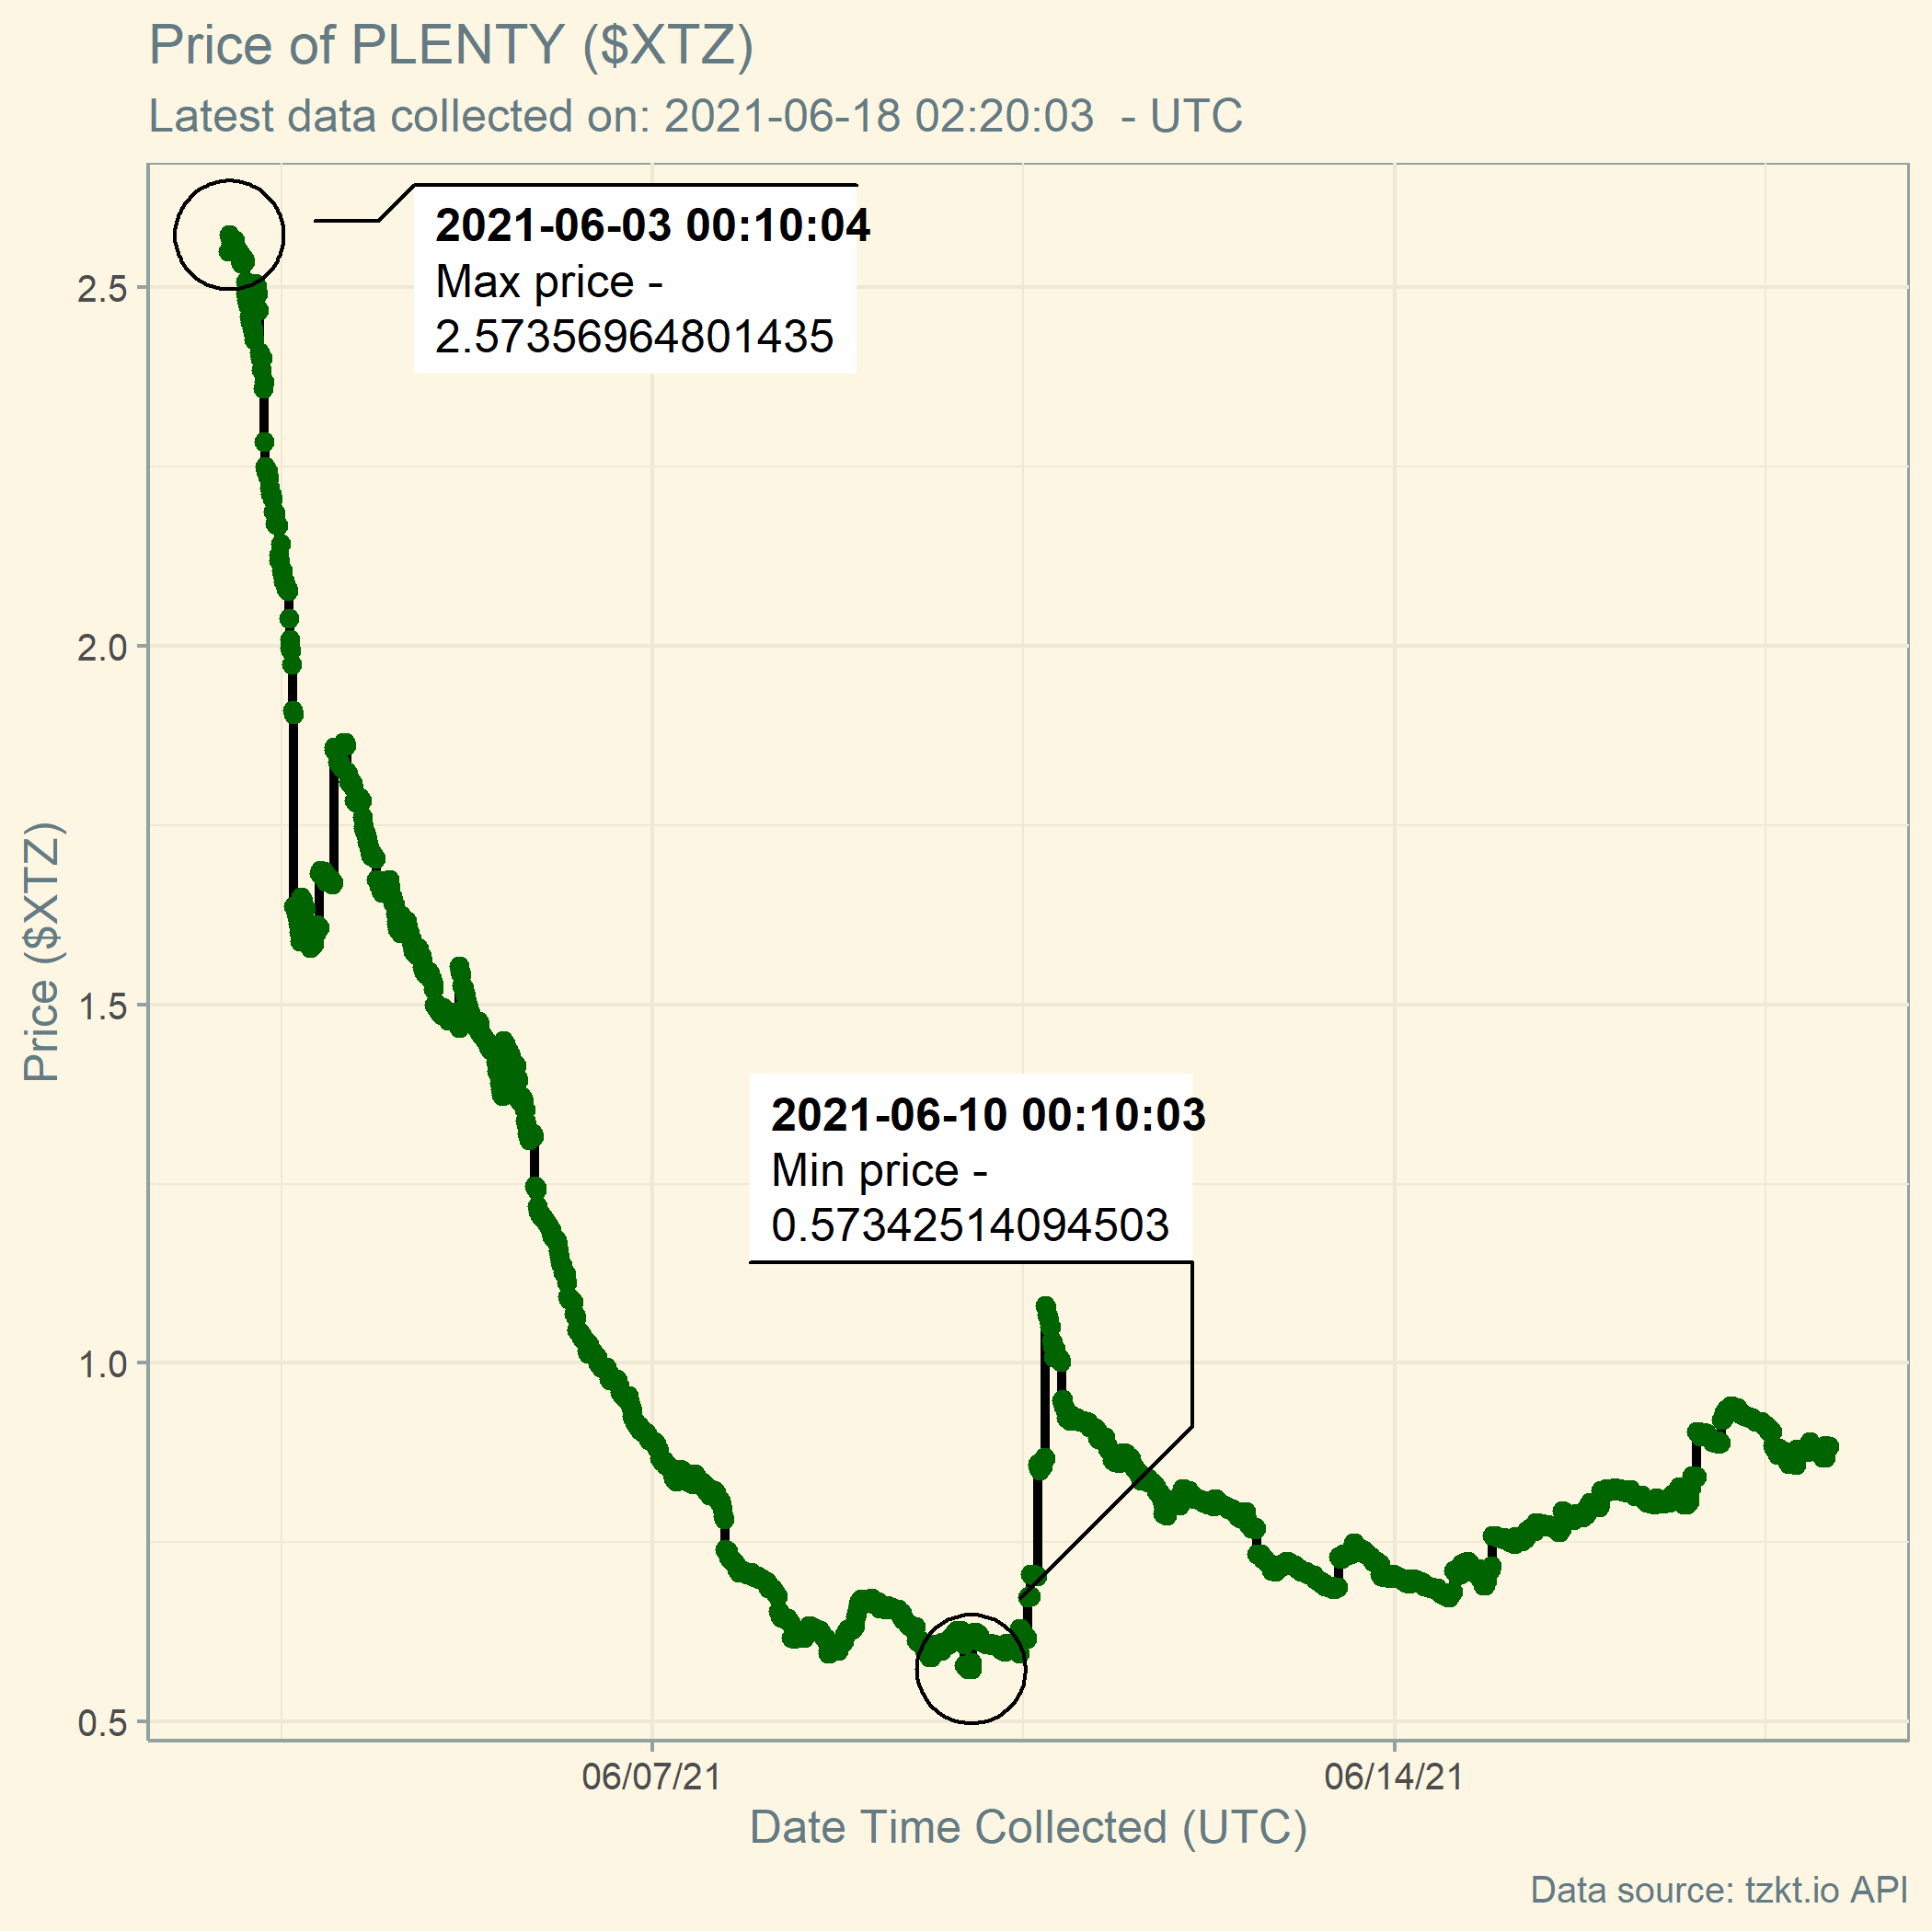 Price of PLENTY ($XTZ)
Latest data collected on: 2021-06-18 02:20:03  - UTC
2021-06-03 00:10:04
Max price -
2.57356964801435
2.5
2.0
1.5
1.0
0.5
Price ($XTZ)
2021-06-10 00:10:03
Min price -
0.57342514094503
06/07/21
06/14/21
Date Time Collected (UTC)
Data source: tzkt.io API